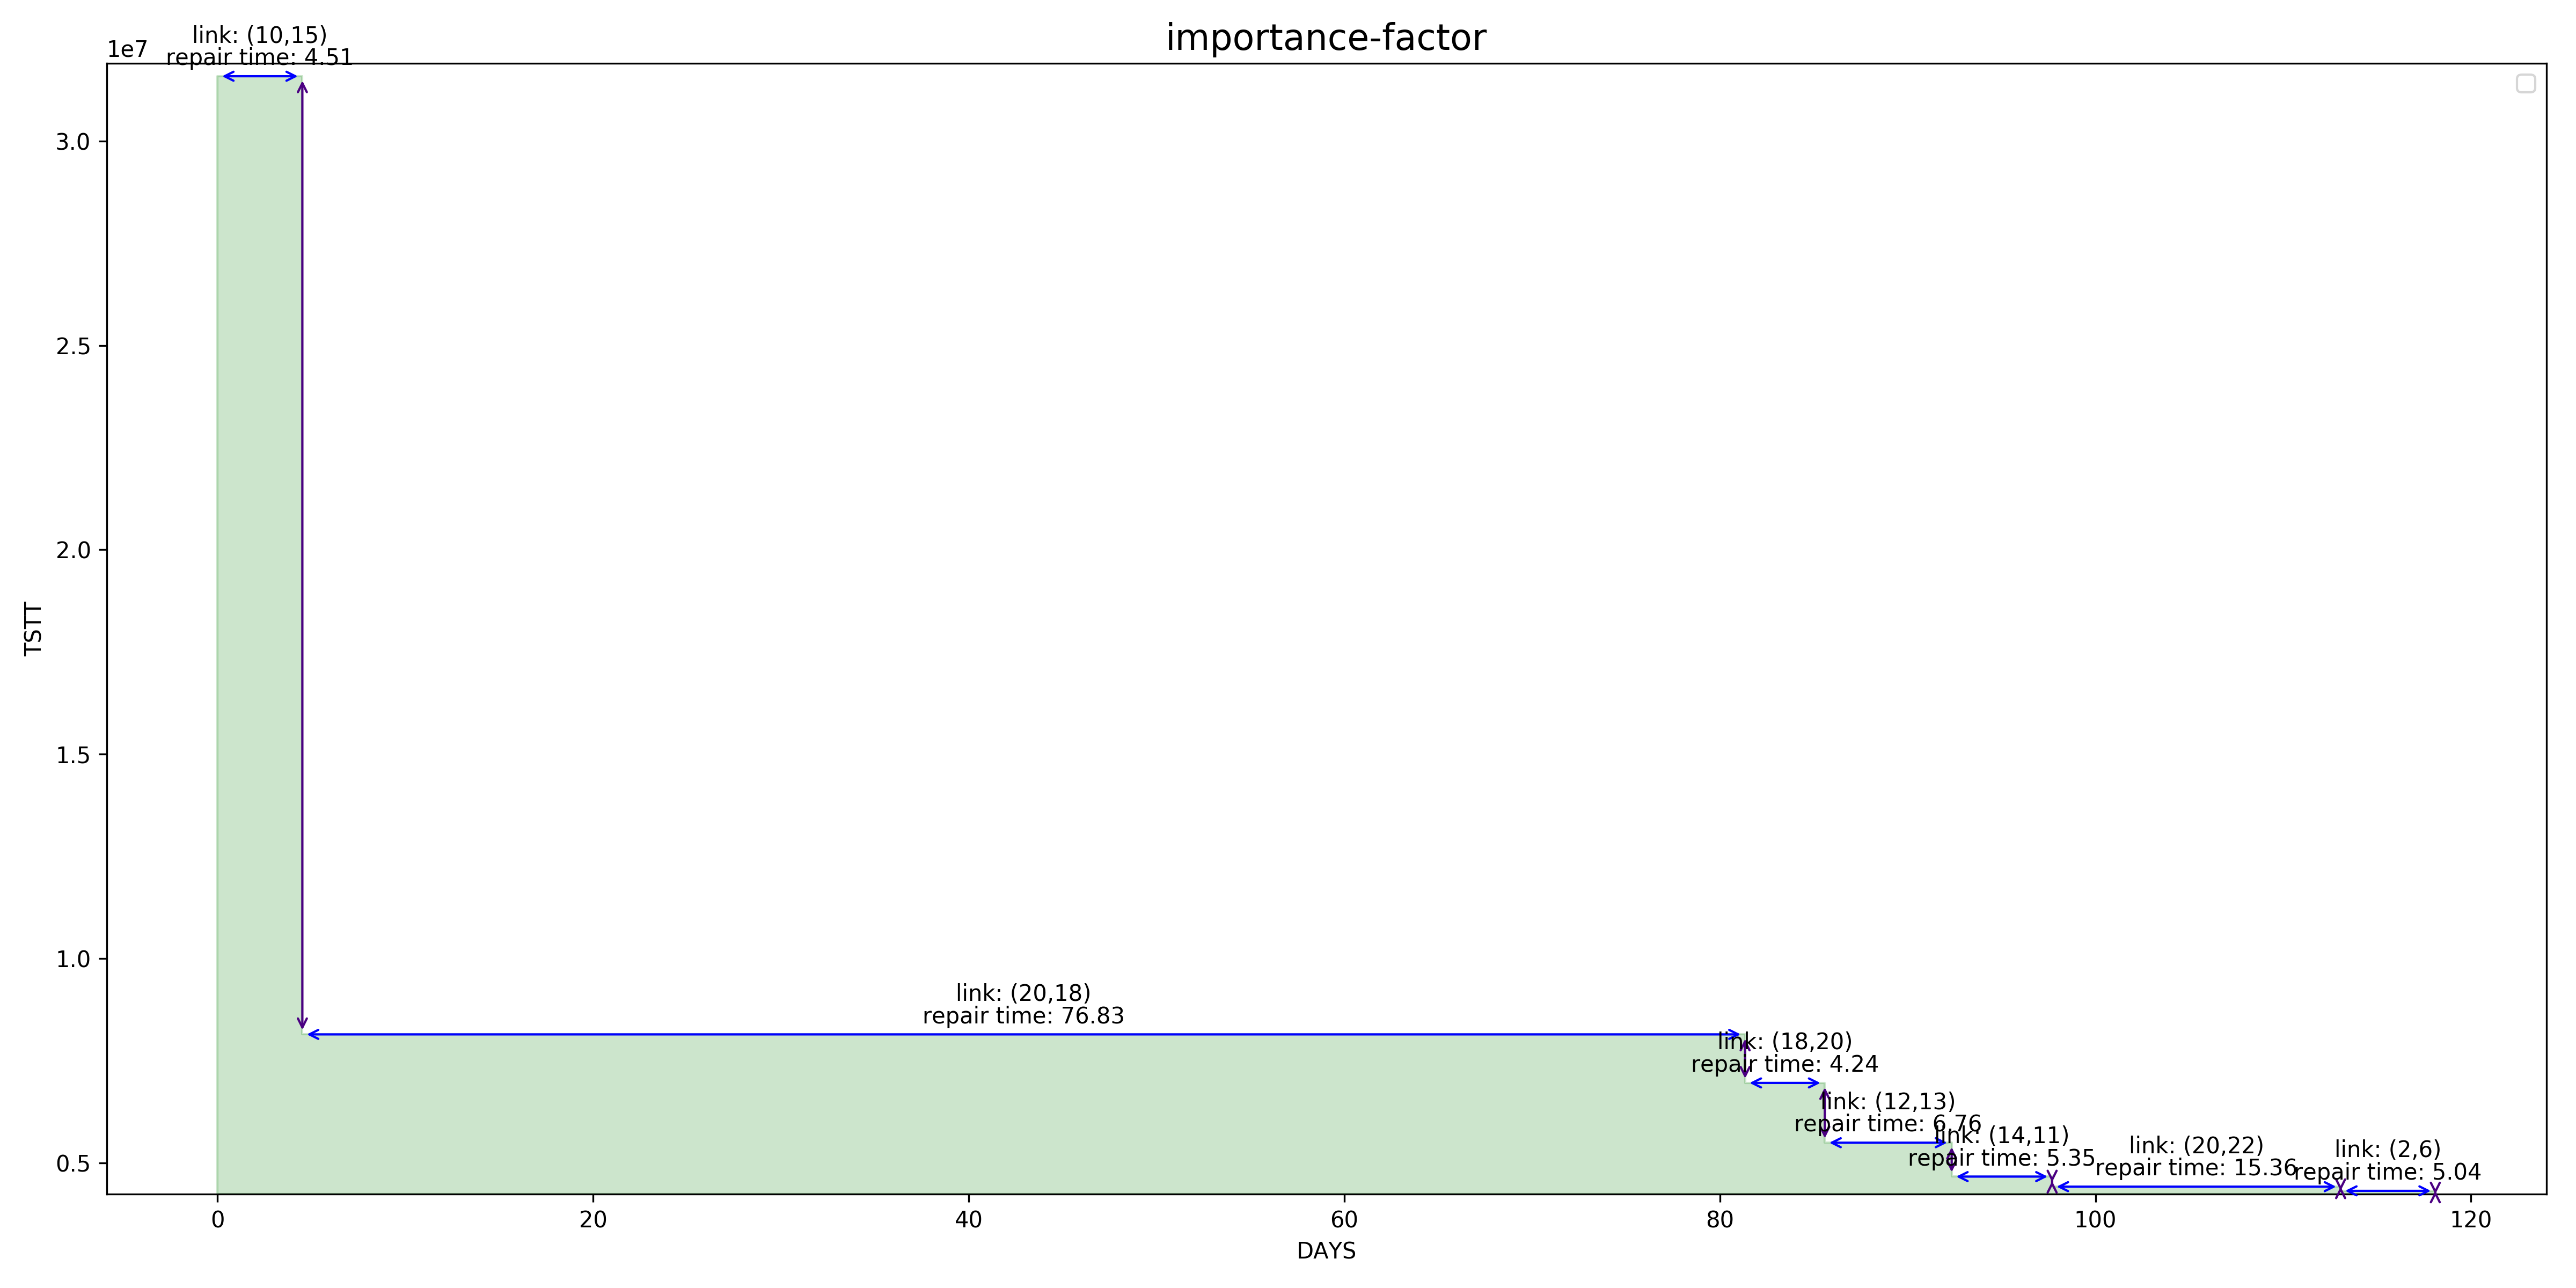 importance-factor
1e7
link: (10,15)
repair time: 4.51
3.0
2.5
2.0
1.5
1.0
0.5
TSTT
link: (20,18)
repair time: 76.83
link: (18,20)
repair time: 4.24
link: (12,13)
repair time: 6.76
link: (14,11)
repair time: 5.35
link: (20,22)
repair time: 15.36
link: (2,6)
repair time: 5.04
0
20
40
60
80
100
120
DAYS